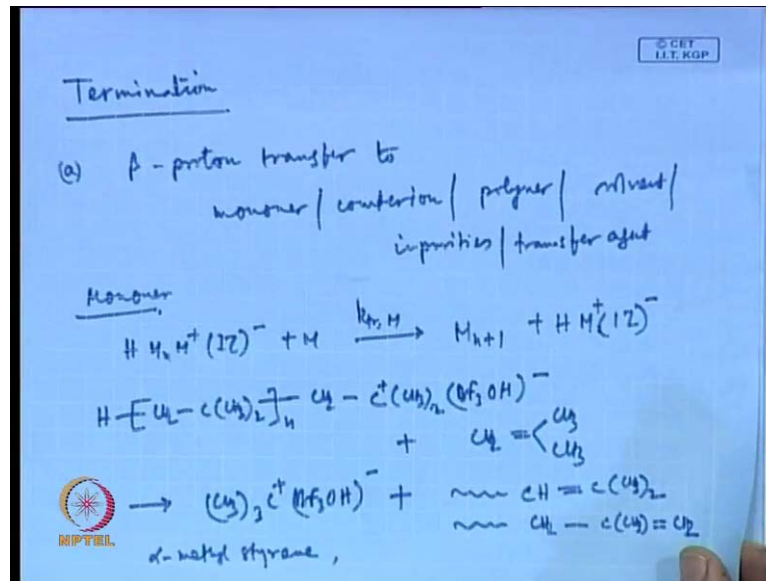 © CET
I.I.T. KGP
Termination
(a) β-proton transfer to
monomer / counterion / polymer / solvent /
impurities / transfer agent
Monomer
H Mₙ M⁺ (IZ)⁻ + M —k_tr,M→ Mₙ₊₁ + H M⁺(IZ)⁻
H-[CH₂-C(CH₃)₂]ₙ-CH₂-C⁺(CH₃)₂ (BF₃OH)⁻
+ CH₂=<CH₃ CH₃
→ (CH₃)₃C⁺ (BF₃OH)⁻ + ~~~ CH=C(CH₃)₂
~~~ CH₂-C(CH₃)=CH₂
α-methyl styrene,
NPTEL